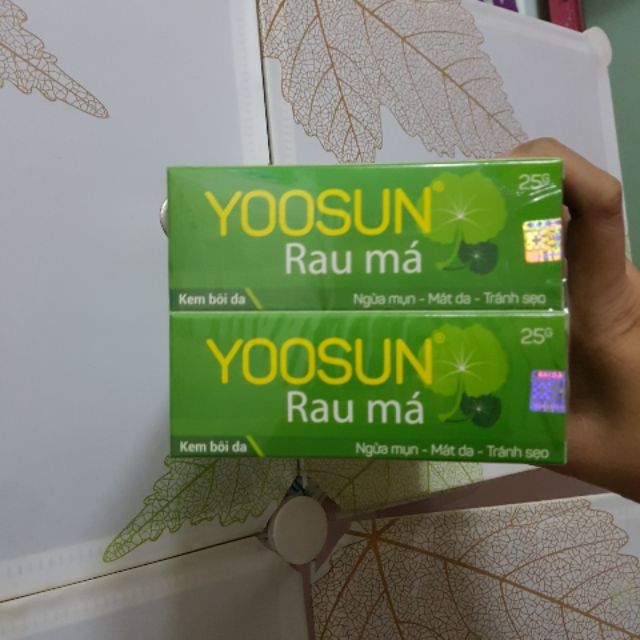 YOOSUN®
25G
Rau má
Kem bôi da
Ngừa mụn - Mát da - Tránh sẹo
YOOSUN®
25G
Rau má
Kem bôi da
Ngừa mụn - Mát da - Tránh sẹo